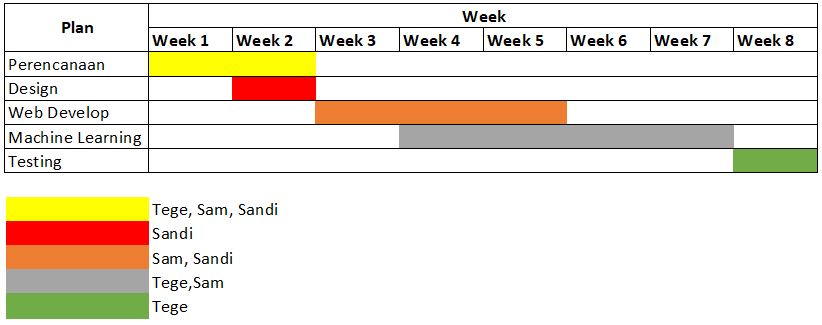 Plan
Week
Week 1 Week 2 Week 3 Week 4 Week 5 Week 6 Week 7 Week 8
Perencanaan
Design
Web Develop
Machine Learning
Testing
Tege, Sam, Sandi
Sandi
Sam, Sandi
Tege,Sam
Tege